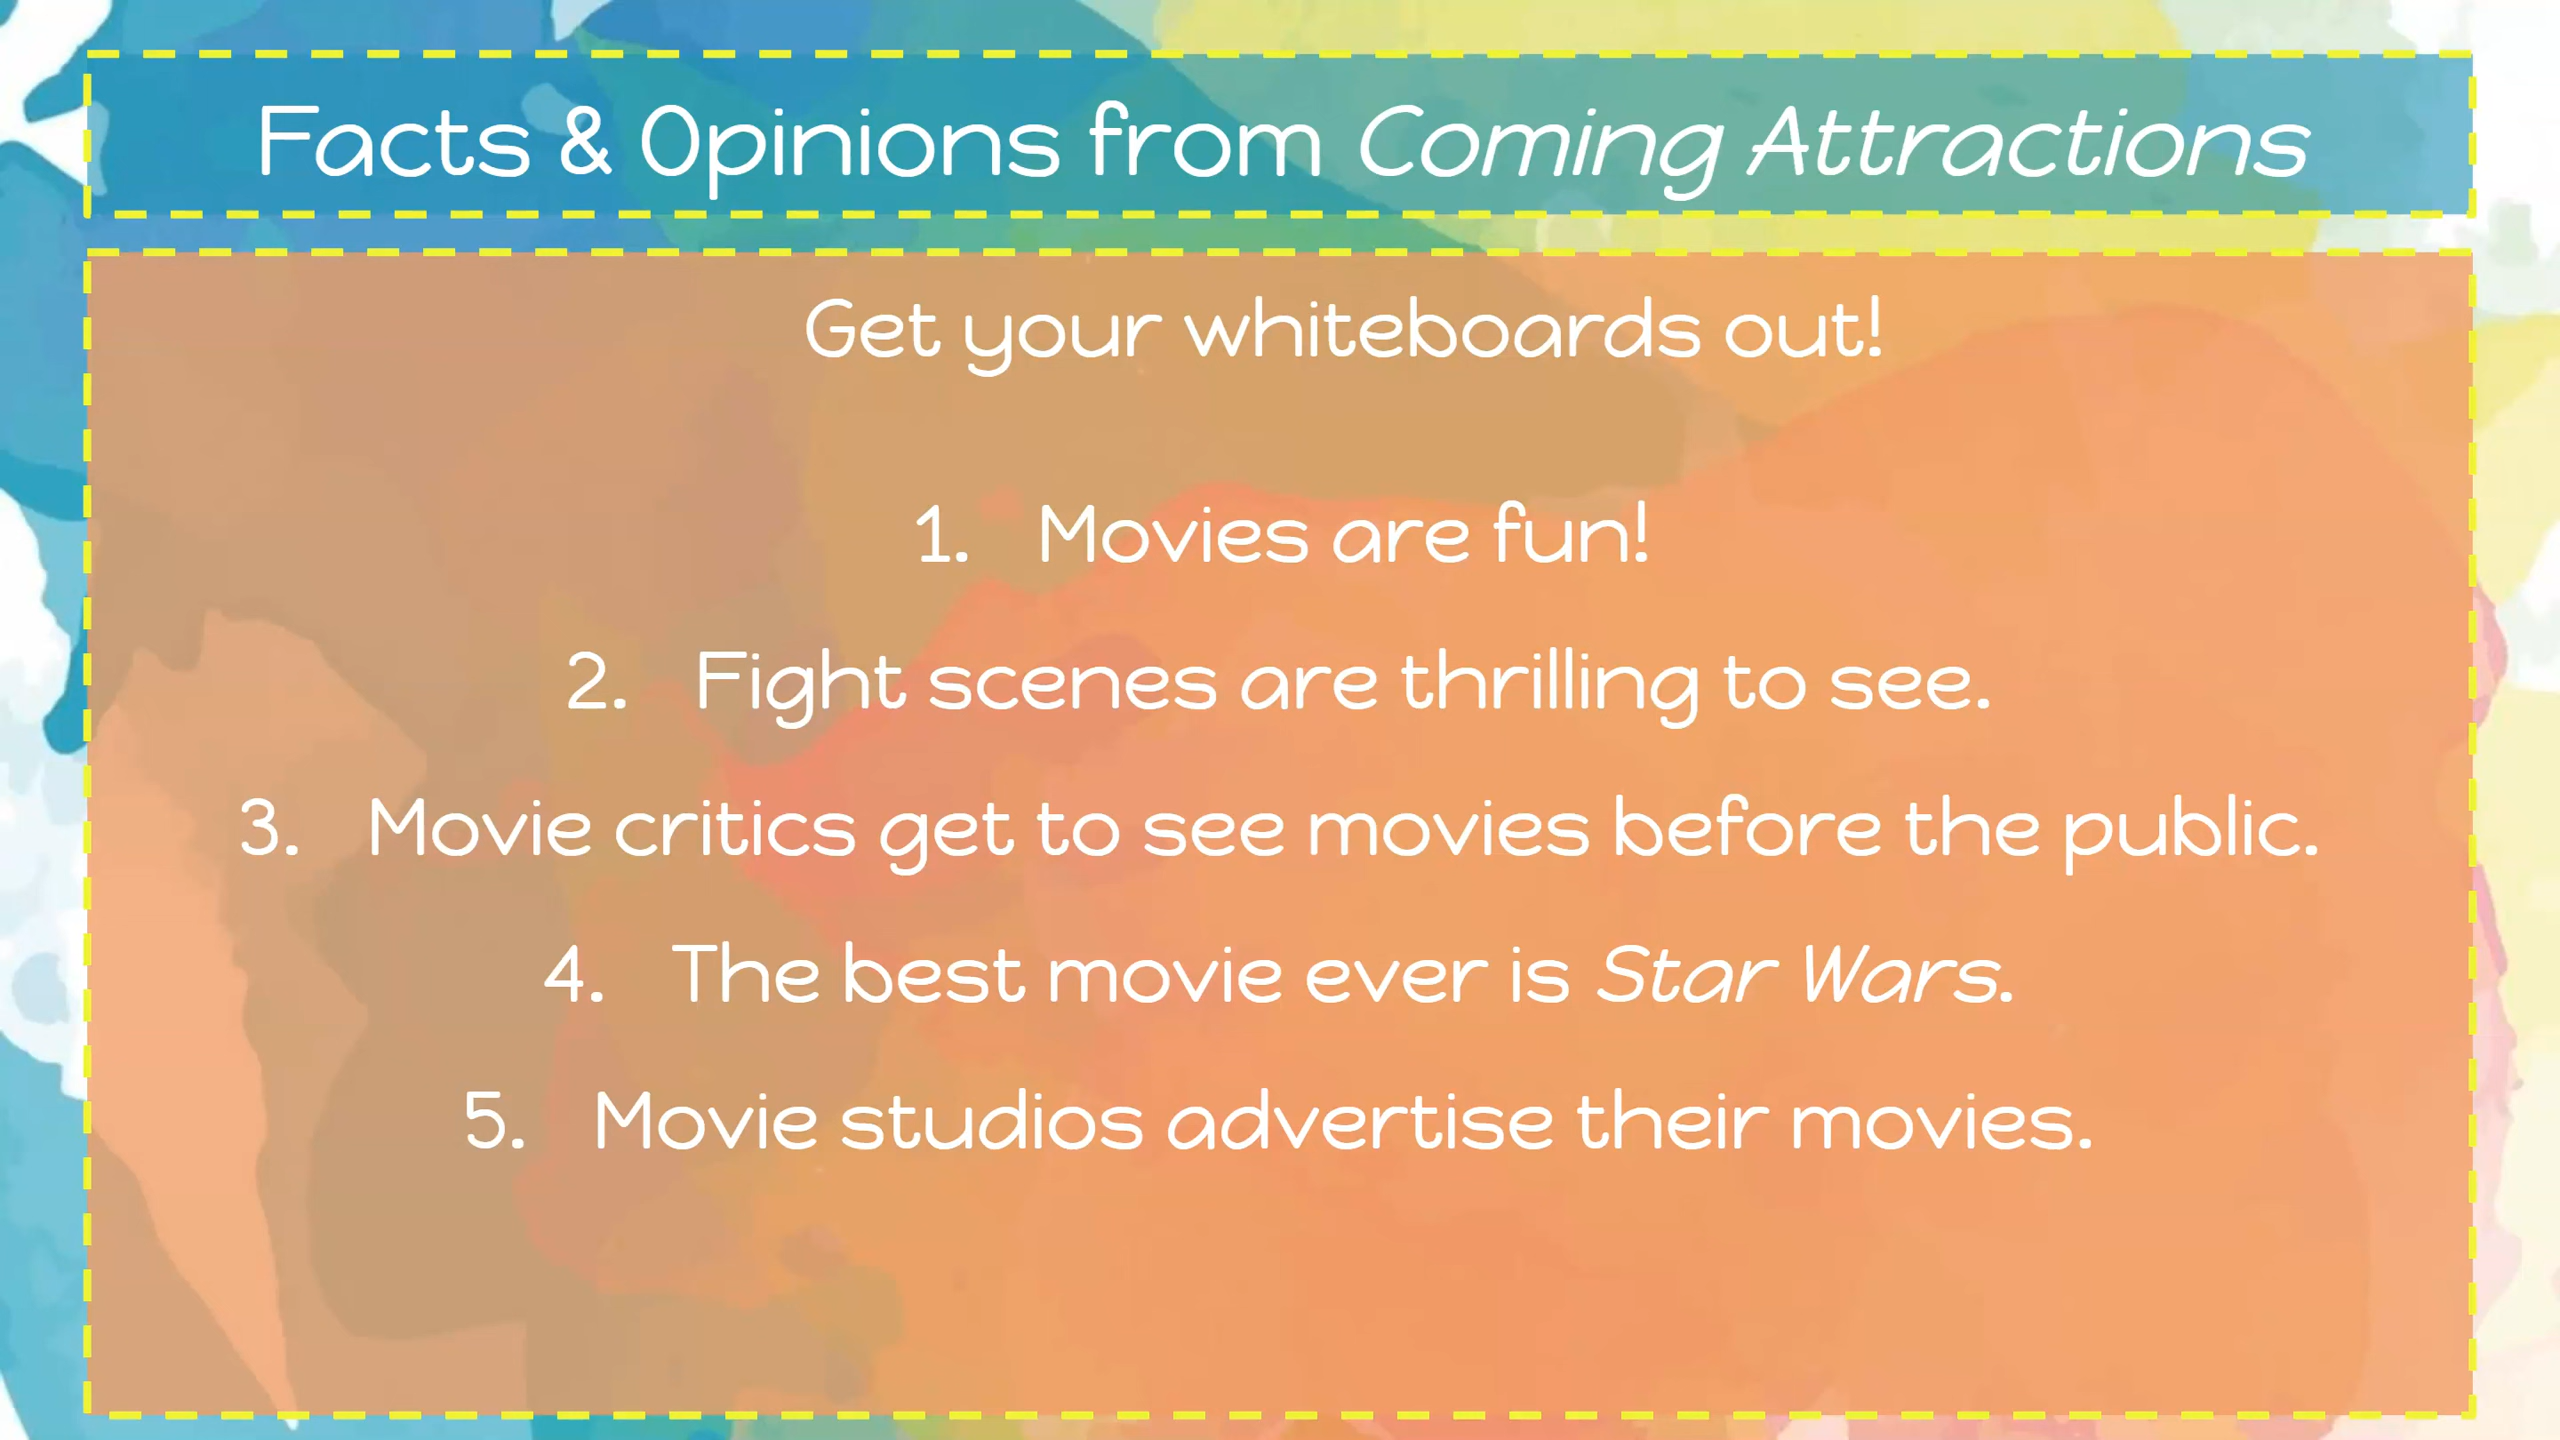 Facts & Opinions from Coming Attractions
Get your whiteboards out!
1. Movies are fun!
2. Fight scenes are thrilling to see.
3. Movie critics get to see movies before the public.
4. The best movie ever is Star Wars.
5. Movie studios advertise their movies.